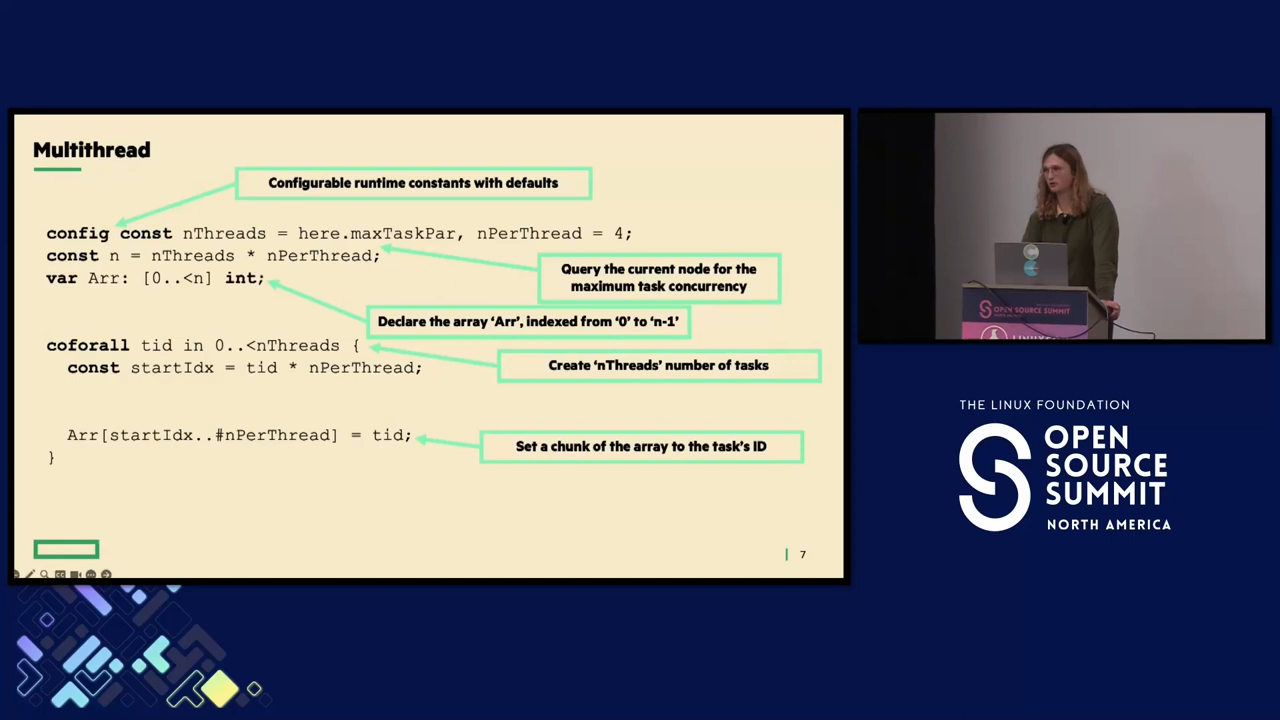 Multithread
Configurable runtime constants with defaults
config const nThreads = here.maxTaskPar, nPerThread = 4;
const n = nThreads * nPerThread;
Query the current node for the
maximum task concurrency
var Arr: [0..<n] int;
Declare the array ‘Arr’, indexed from ‘0’ to ‘n-1’
coforall tid in 0..<nThreads {
Create ‘nThreads’ number of tasks
const startIdx = tid * nPerThread;
Arr[startIdx..#nPerThread] = tid;
Set a chunk of the array to the task’s ID
}
7
OPEN SOURCE SUMMIT
THE LINUX FOUNDATION
OPEN
SOURCE
SUMMIT
NORTH AMERICA